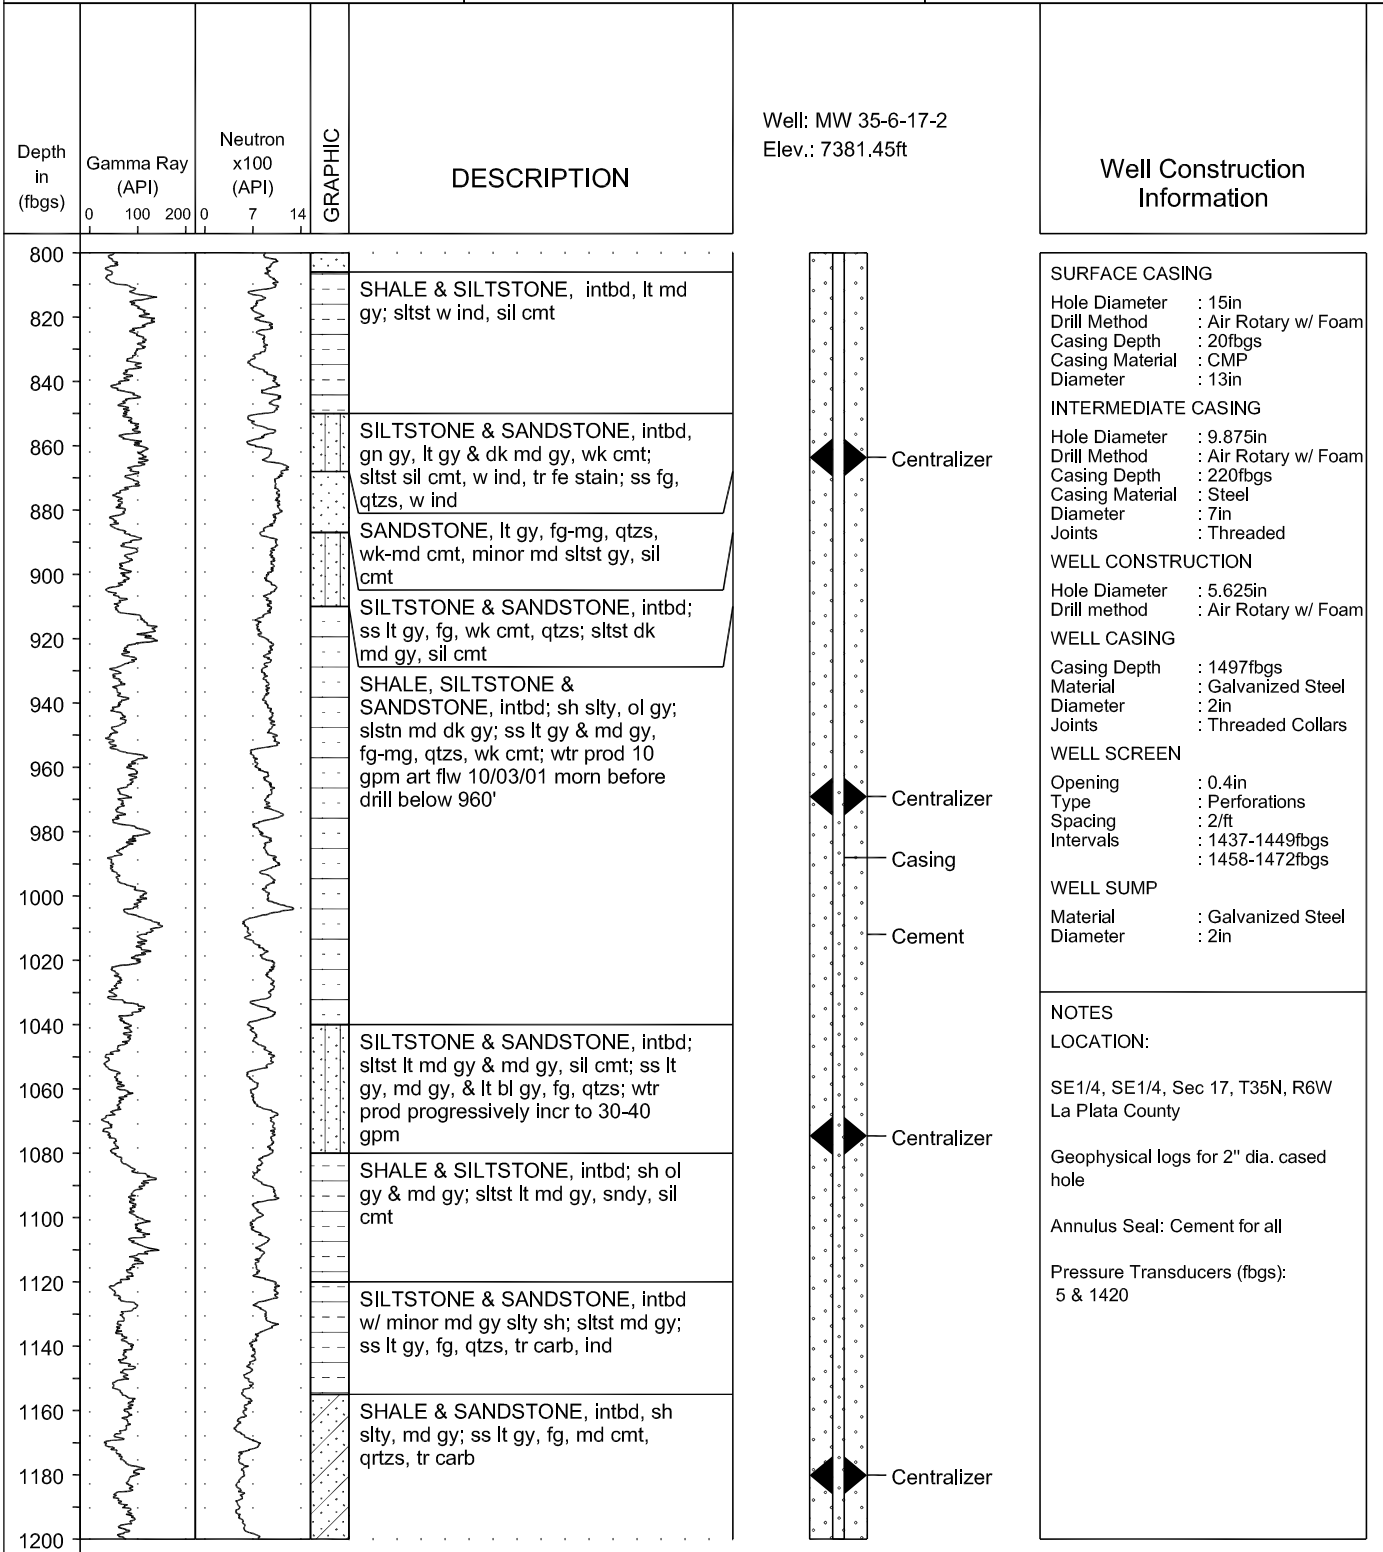 Depth
in
(fbgs)
Gamma Ray
(API)
0 100 200
Neutron
x100
(API)
0 7 14
GRAPHIC
DESCRIPTION
Well: MW 35-6-17-2
Elev.: 7381.45ft
Well Construction
Information
800
820
840
860
880
900
920
940
960
980
1000
1020
1040
1060
1080
1100
1120
1140
1160
1180
1200
SHALE & SILTSTONE, intbd, lt md
gy; sltst w ind, sil cmt
SILTSTONE & SANDSTONE, intbd,
gn gy, lt gy & dk md gy, wk cmt;
sltst sil cmt, w ind, tr fe stain; ss fg,
qtzs, w ind
SANDSTONE, lt gy, fg-mg, qtzs,
wk-md cmt, minor md sltst gy, sil
cmt
SILTSTONE & SANDSTONE, intbd;
ss lt gy, fg, wk cmt, qtzs; sltst dk
md gy, sil cmt
SHALE, SILTSTONE &
SANDSTONE, intbd; sh slty, ol gy;
slstn md dk gy; ss lt gy & md gy,
fg-mg, qtzs, wk cmt; wtr prod 10
gpm art flw 10/03/01 morn before
drill below 960'
SILTSTONE & SANDSTONE, intbd;
sltst lt md gy & md gy, sil cmt; ss lt
gy, md gy, & lt bl gy, fg, qtzs; wtr
prod progressively incr to 30-40
gpm
SHALE & SILTSTONE, intbd; sh ol
gy & md gy; sltst lt md gy, sndy, sil
cmt
SILTSTONE & SANDSTONE, intbd
w/ minor md gy slty sh; sltst md gy;
ss lt gy, fg, qtzs, tr carb, ind
SHALE & SANDSTONE, intbd, sh
slty, md gy; ss lt gy, fg, md cmt,
qrtzs, tr carb
Centralizer
Centralizer
Casing
Cement
Centralizer
Centralizer
SURFACE CASING
Hole Diameter : 15in
Drill Method : Air Rotary w/ Foam
Casing Depth : 20fbgs
Casing Material : CMP
Diameter : 13in
INTERMEDIATE CASING
Hole Diameter : 9.875in
Drill Method : Air Rotary w/ Foam
Casing Depth : 220fbgs
Casing Material : Steel
Diameter : 7in
Joints : Threaded
WELL CONSTRUCTION
Hole Diameter : 5.625in
Drill method : Air Rotary w/ Foam
WELL CASING
Casing Depth : 1497fbgs
Material : Galvanized Steel
Diameter : 2in
Joints : Threaded Collars
WELL SCREEN
Opening : 0.4in
Type : Perforations
Spacing : 2/ft
Intervals : 1437-1449fbgs
: 1458-1472fbgs
WELL SUMP
Material : Galvanized Steel
Diameter : 2in
NOTES
LOCATION:
SE1/4, SE1/4, Sec 17, T35N, R6W
La Plata County
Geophysical logs for 2" dia. cased
hole
Annulus Seal: Cement for all
Pressure Transducers (fbgs):
5 & 1420